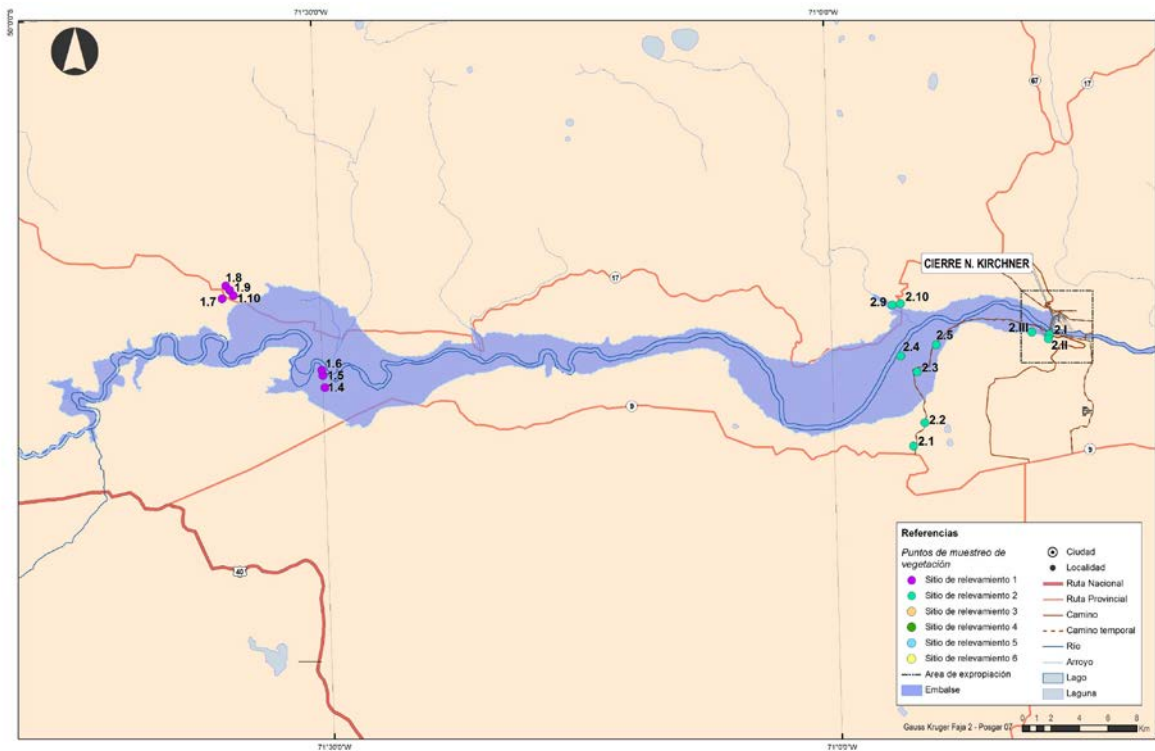 71°30'0"W
71°0'0"W
50°0'0"S
67
17
CIERRE N. KIRCHNER
1.8
1.9
1.7
1.10
17
2.9
2.10
2.III
2.I
2.II
2.5
2.4
2.3
1.6
1.5
1.4
9
2.2
2.1
9
40
Referencias
Puntos de muestreo de
vegetación
Sitio de relevamiento 1
Sitio de relevamiento 2
Sitio de relevamiento 3
Sitio de relevamiento 4
Sitio de relevamiento 5
Sitio de relevamiento 6
Area de expropiación
Embalse
Ciudad
Localidad
Ruta Nacional
Ruta Provincial
Camino
Camino temporal
Río
Arroyo
Lago
Laguna
Gauss Kruger Faja 2 - Posgar 07
0 1 2 4 6 8
Km
71°30'0"W
71°0'0"W